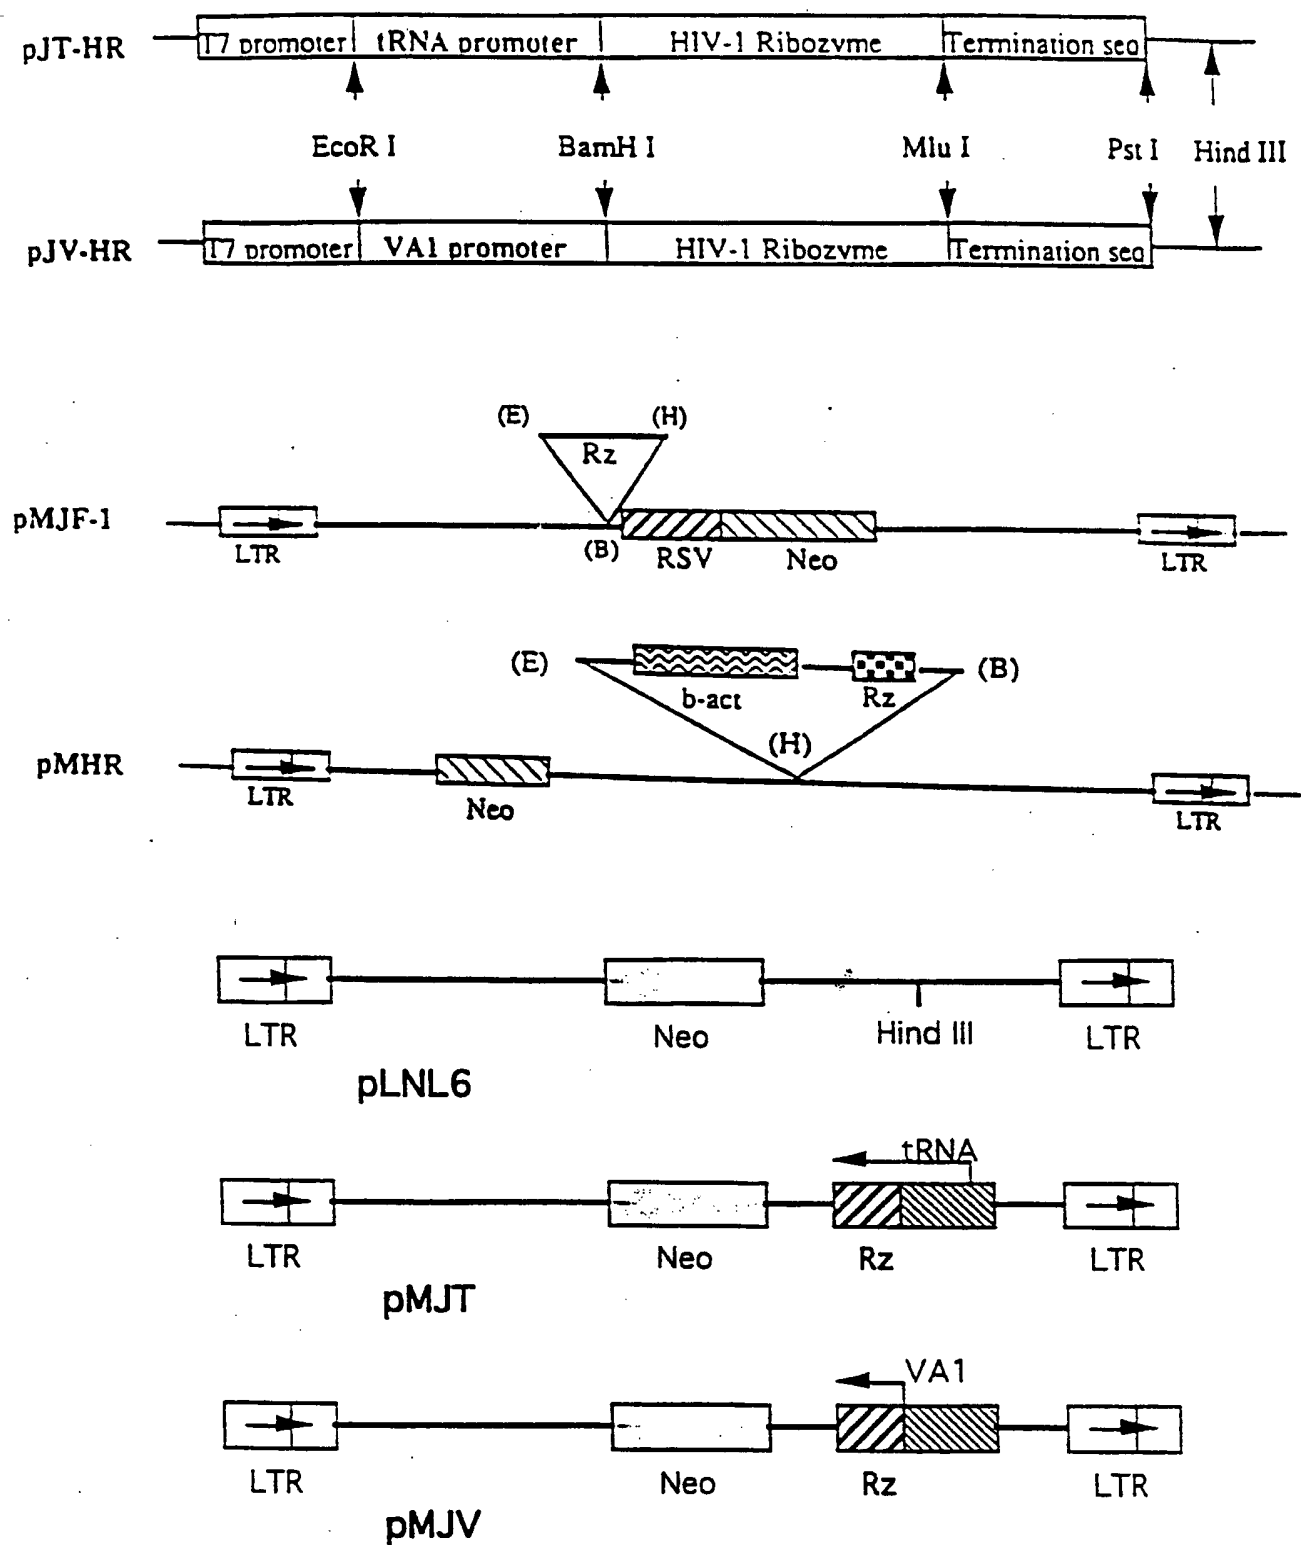 pJT-HR T7 promoter tRNA promoter HIV-1 Ribozyme Termination seq
EcoR I BamH I Mlu I Pst I Hind III
pJV-HR T7 promoter VA1 promoter HIV-1 Ribozyme Termination seq
(E) (H)
Rz
pMJF-1
LTR (B) RSV Neo LTR
(E) (B)
b-act Rz
(H)
pMHR
LTR Neo LTR
LTR Neo Hind III LTR
pLNL6
tRNA
LTR Neo Rz LTR
pMJT
VA1
LTR Neo Rz LTR
pMJV